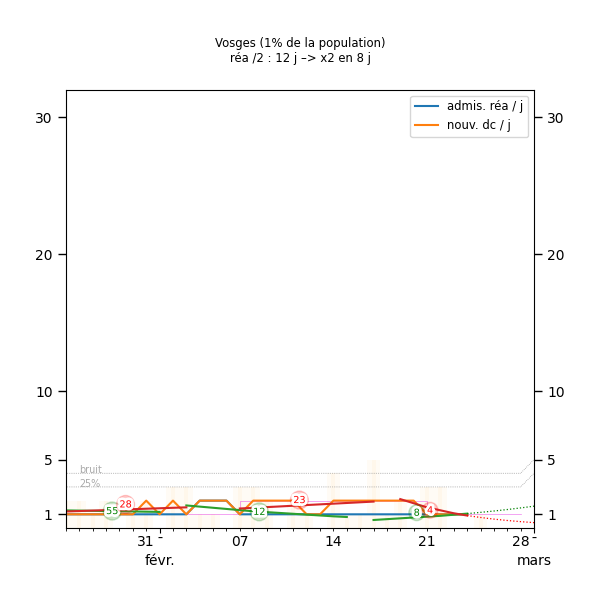 Vosges (1% de la population)
réa /2 : 12 j –> x2 en 8 j
admis. réa / j
nouv. dc / j
30 30
20 20
10 10
5 5
bruit
25%
1 1
28 23
55 12 8 4
31 07 14 21 28
févr. mars